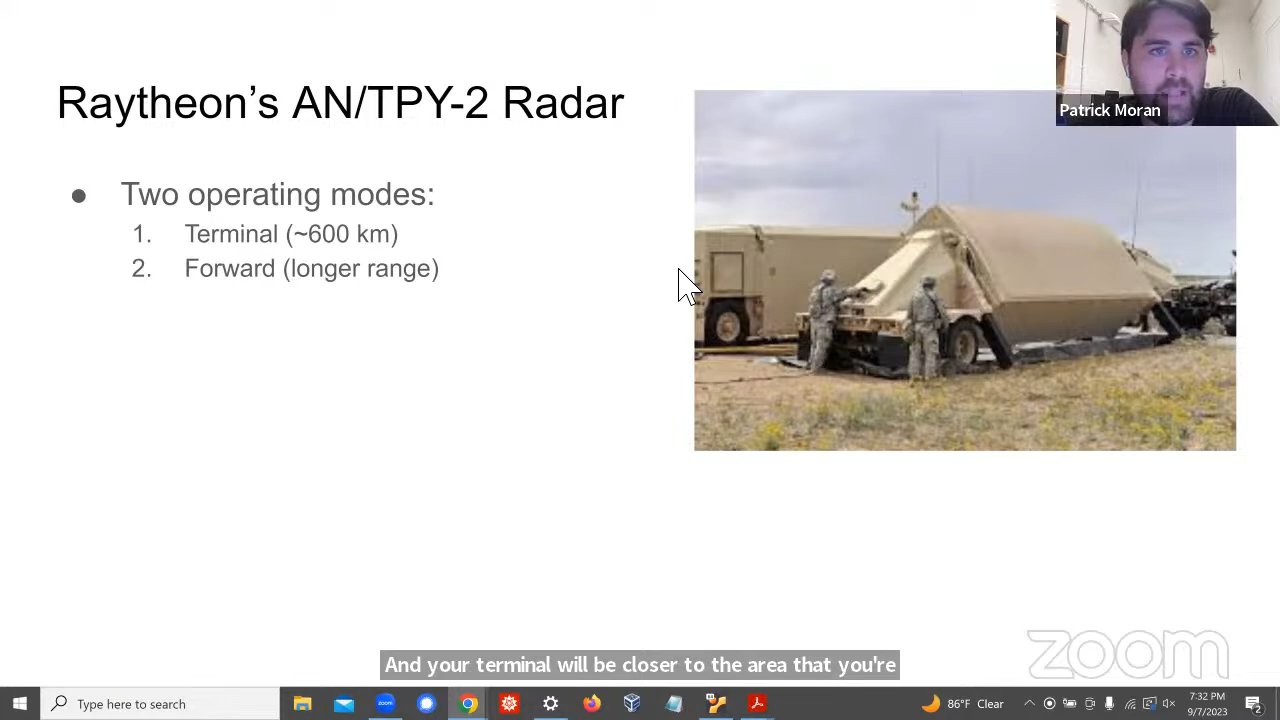 Raytheon's AN/TPY-2 Radar
Patrick Moran
● Two operating modes:
1. Terminal (~600 km)
2. Forward (longer range)
And your terminal will be closer to the area that you're
zoom
Type here to search
zoom
86°F Clear
7:32 PM
9/7/2023
2